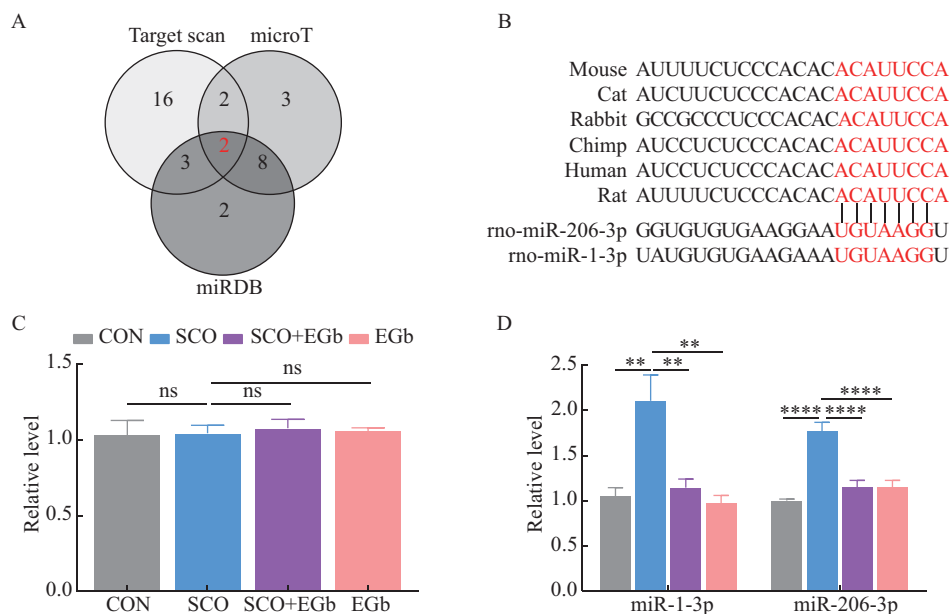 A
Target scan microT
16 2 3
2
3 8
2
miRDB
B
Mouse AUUUUCUCCCACACACAUUCCA
Cat AUCUUCUCCCACACACAUUCCA
Rabbit GCCGCCCUCCCACACACAUUCCA
Chimp AUCCUCUCCCACACACAUUCCA
Human AUCCUCUCCCACACACAUUCCA
Rat AUUUUCUCCCACACACAUUCCA
rno-miR-206-3p GGUGUGUGAAGGAAUGUAAGGU
rno-miR-1-3p UAUGUGUGAAGAAAUGUAAGGU
C
CON SCO SCO+EGb EGb
Relative level
1.5
1.0
0.5
0.0
ns ns ns
CON SCO SCO+EGb EGb
D
Relative level
2.5
2.0
1.5
1.0
0.5
0.0
** ** **
**** **** ****
miR-1-3p miR-206-3p